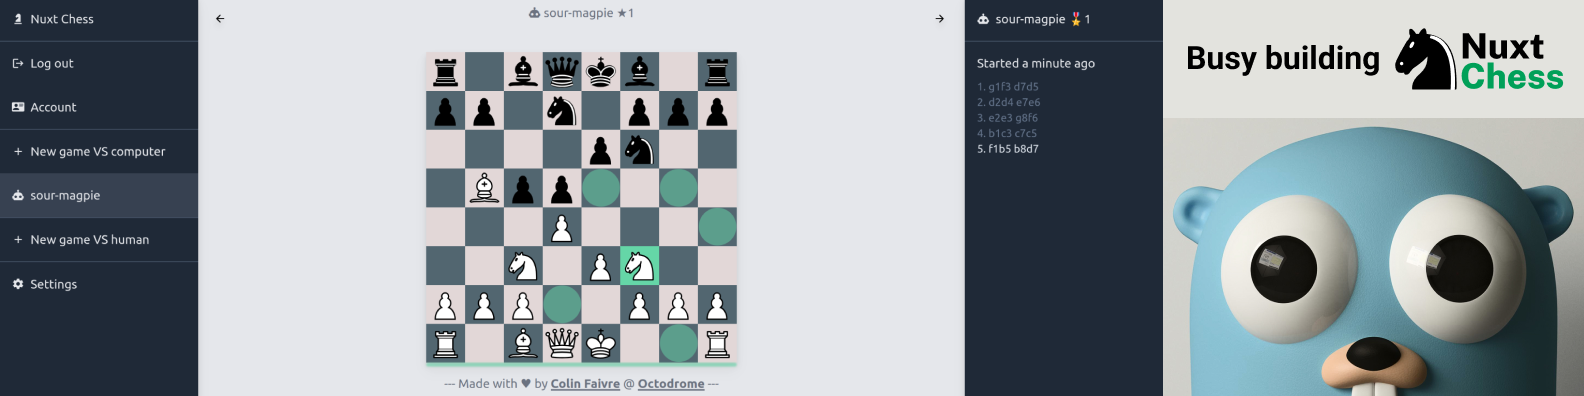 Nuxt Chess
Log out
Account
+ New game VS computer
sour-magpie
+ New game VS human
Settings
←
sour-magpie ★1
→
--- Made with ♥ by Colin Faivre @ Octodrome ---
sour-magpie 🎖1
Started a minute ago
1. g1f3 d7d5
2. d2d4 e7e6
3. e2e3 g8f6
4. b1c3 c7c5
5. f1b5 b8d7
Busy building
Nuxt
Chess